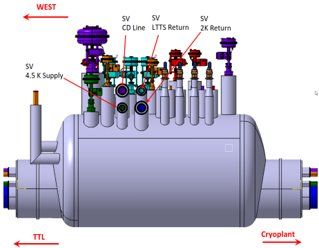 WEST
SV
CD Line
SV
LTTS Return
SV
2K Return
SV
4.5 K Supply
TTL
Cryoplant